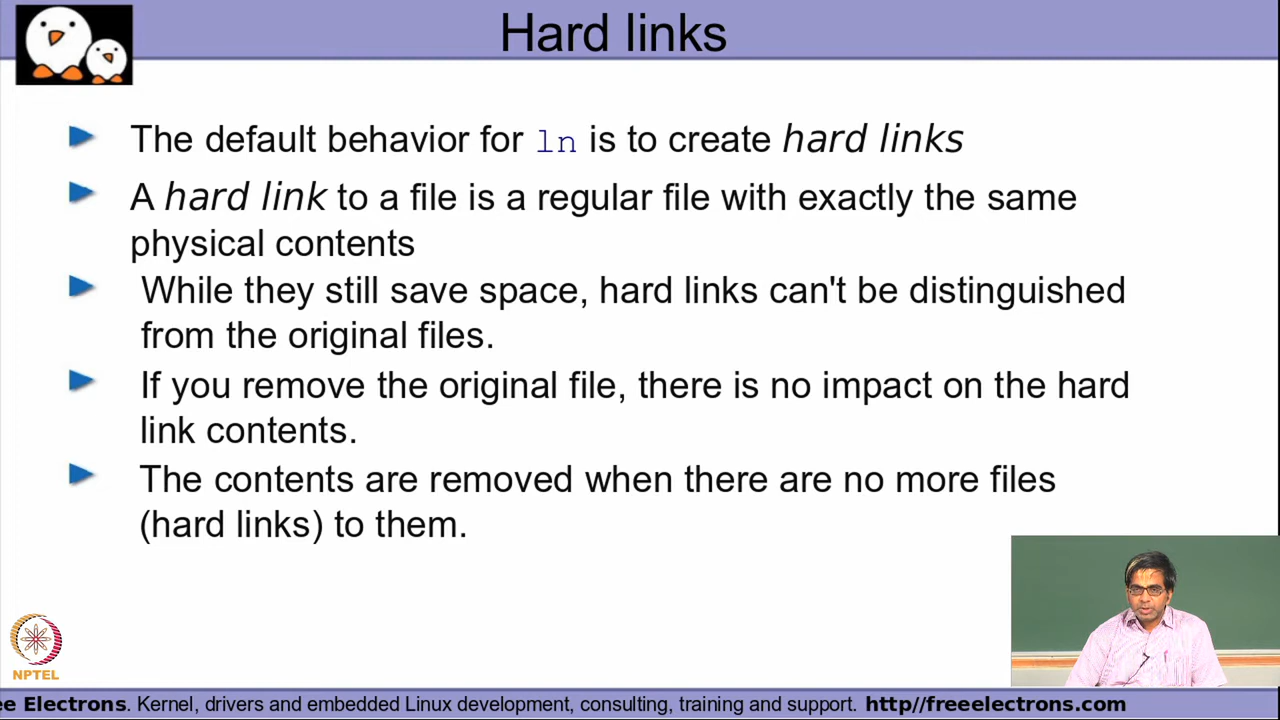 Hard links
The default behavior for ln is to create hard links
A hard link to a file is a regular file with exactly the same
physical contents
While they still save space, hard links can't be distinguished
from the original files.
If you remove the original file, there is no impact on the hard
link contents.
The contents are removed when there are no more files
(hard links) to them.
NPTEL
ee Electrons. Kernel, drivers and embedded Linux development, consulting, training and support. http//freeelectrons.com